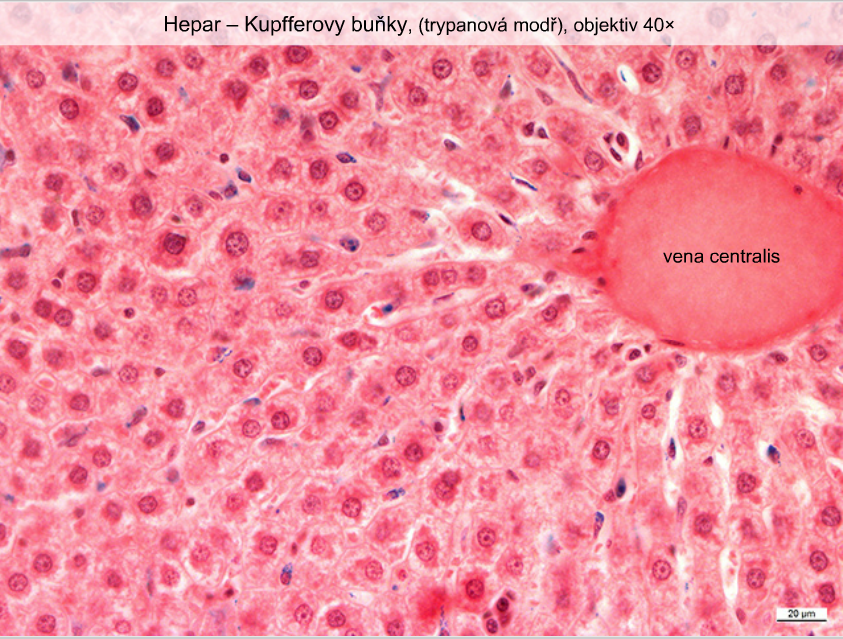 Hepar – Kupfferovy buňky, (trypanová modř), objektiv 40×
vena centralis
20 µm